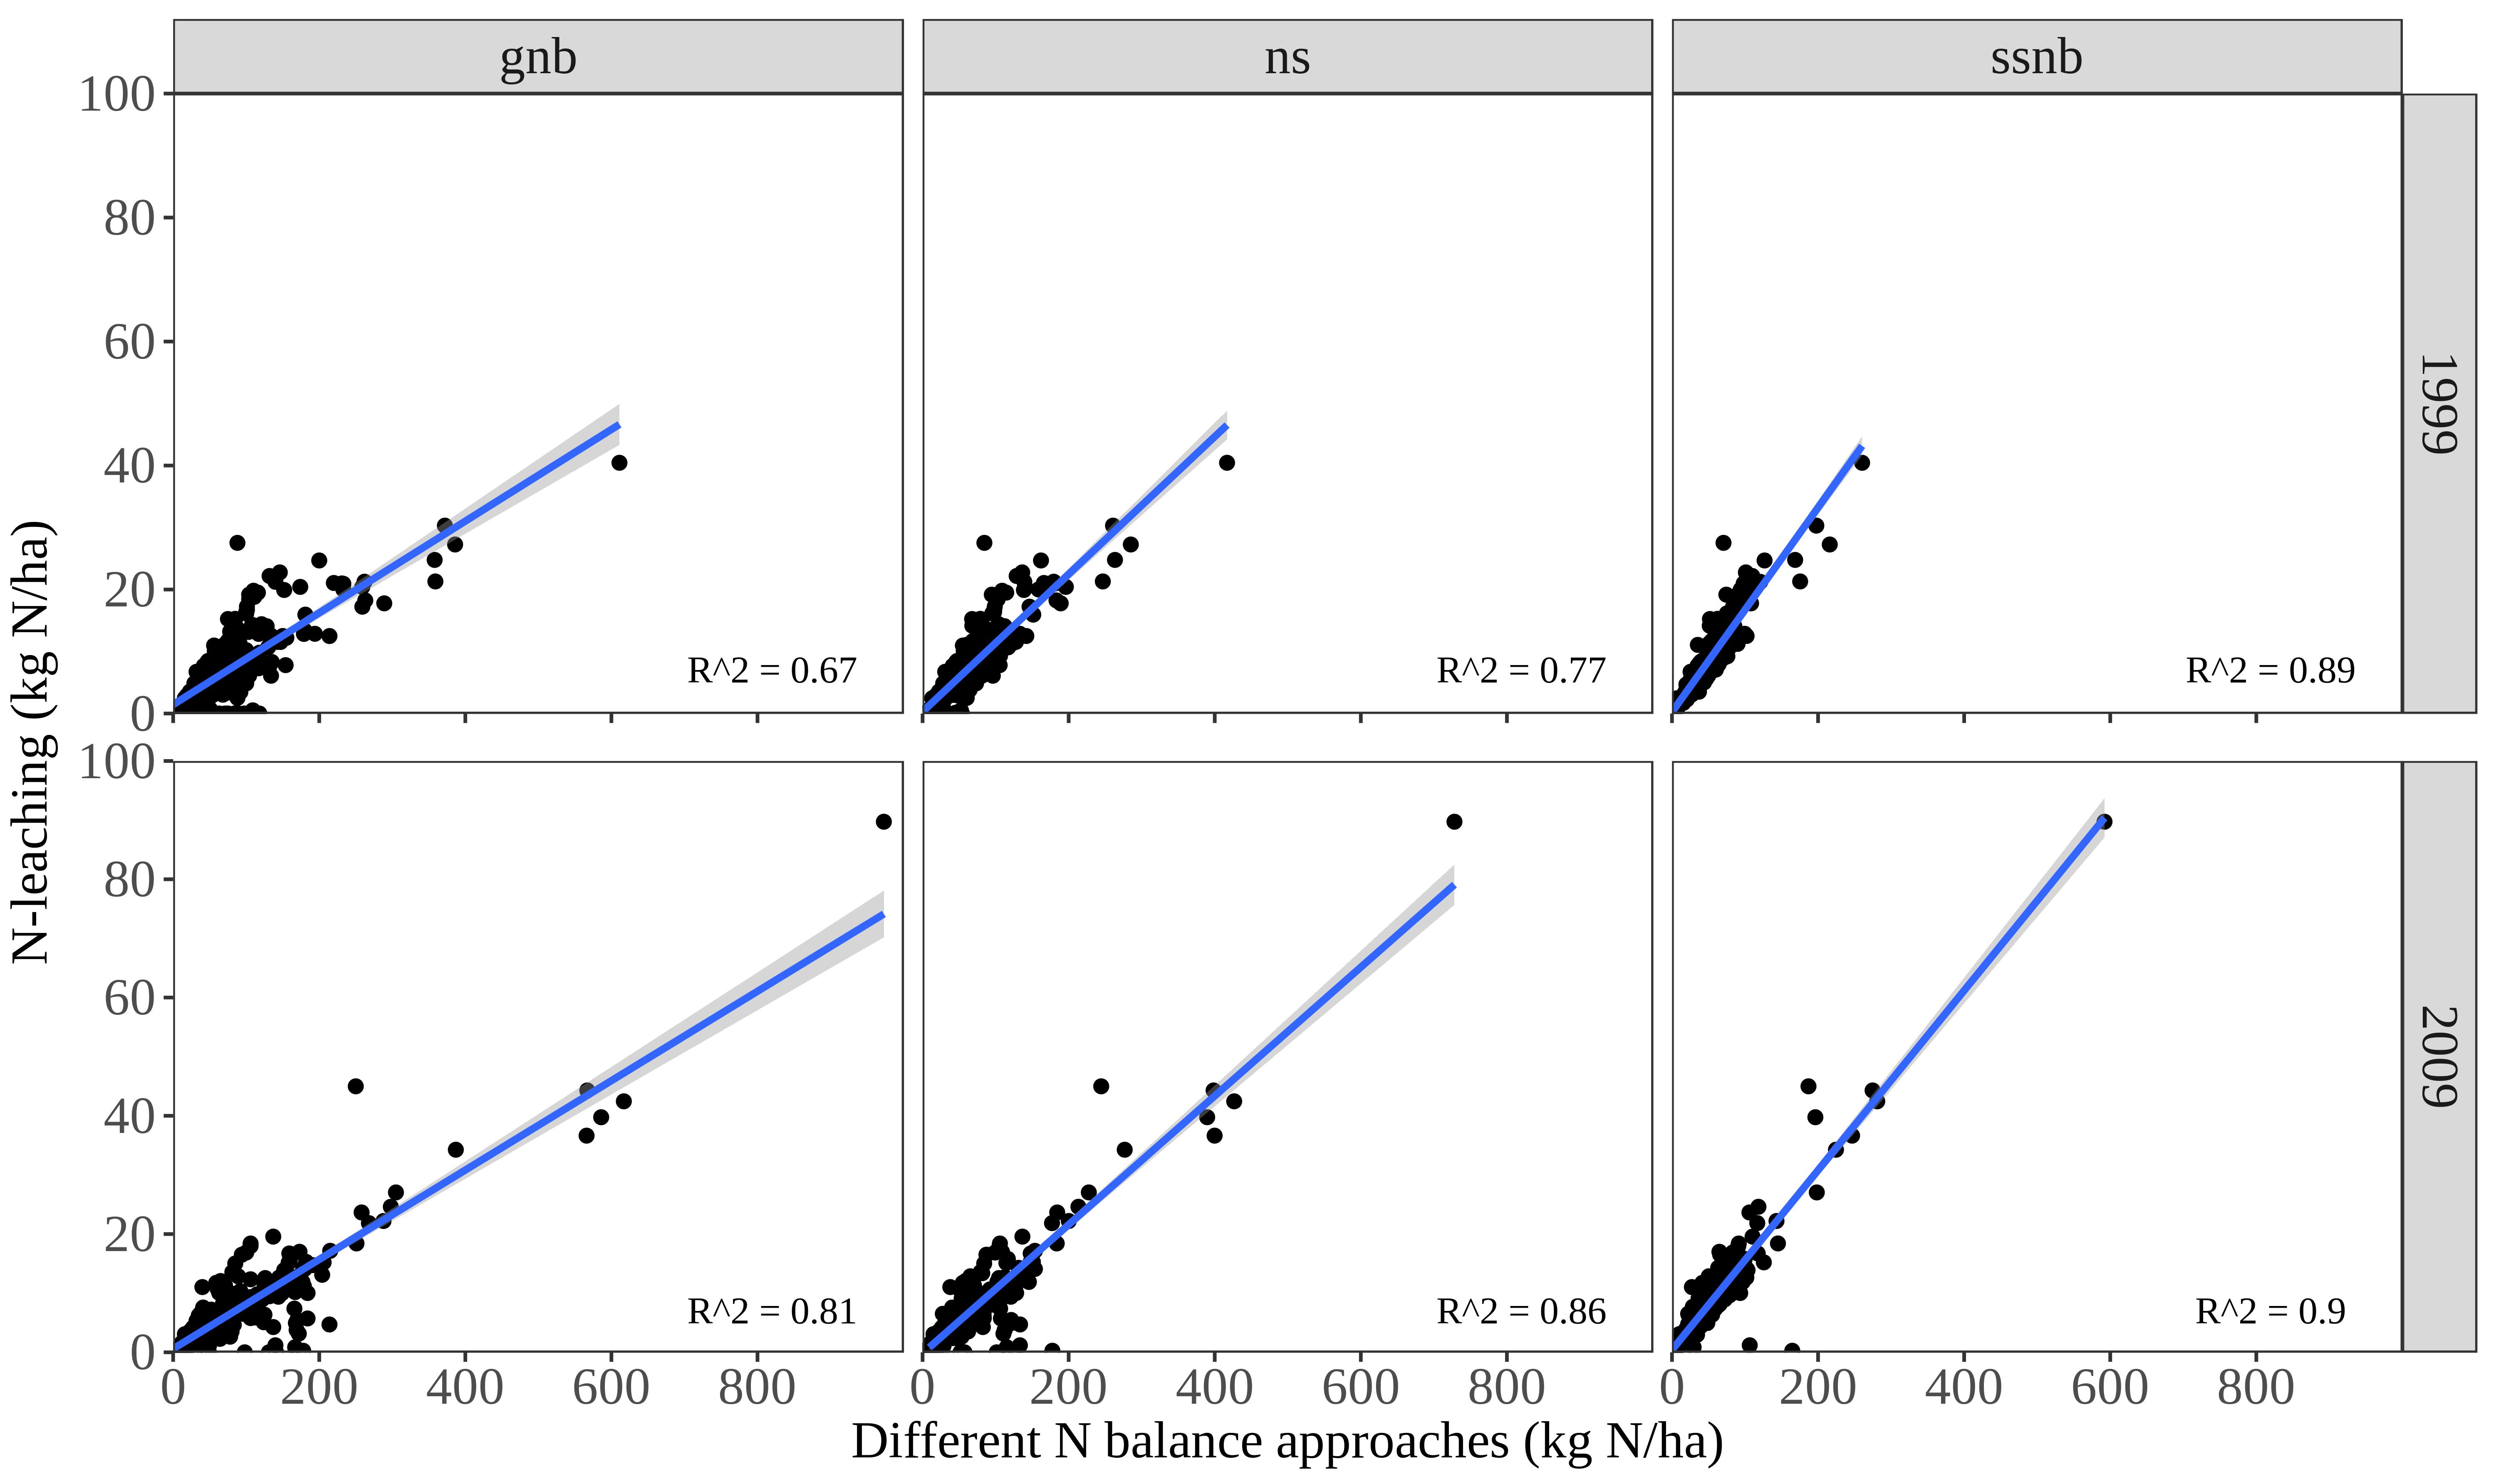 gnb
ns
ssnb
100
80
60
40
20
0
R^2 = 0.67
R^2 = 0.77
R^2 = 0.89
1999
N-leaching (kg N/ha)
100
80
60
40
20
0
R^2 = 0.81
R^2 = 0.86
R^2 = 0.9
2009
0 200 400 600 800
0 200 400 600 800
0 200 400 600 800
Different N balance approaches (kg N/ha)